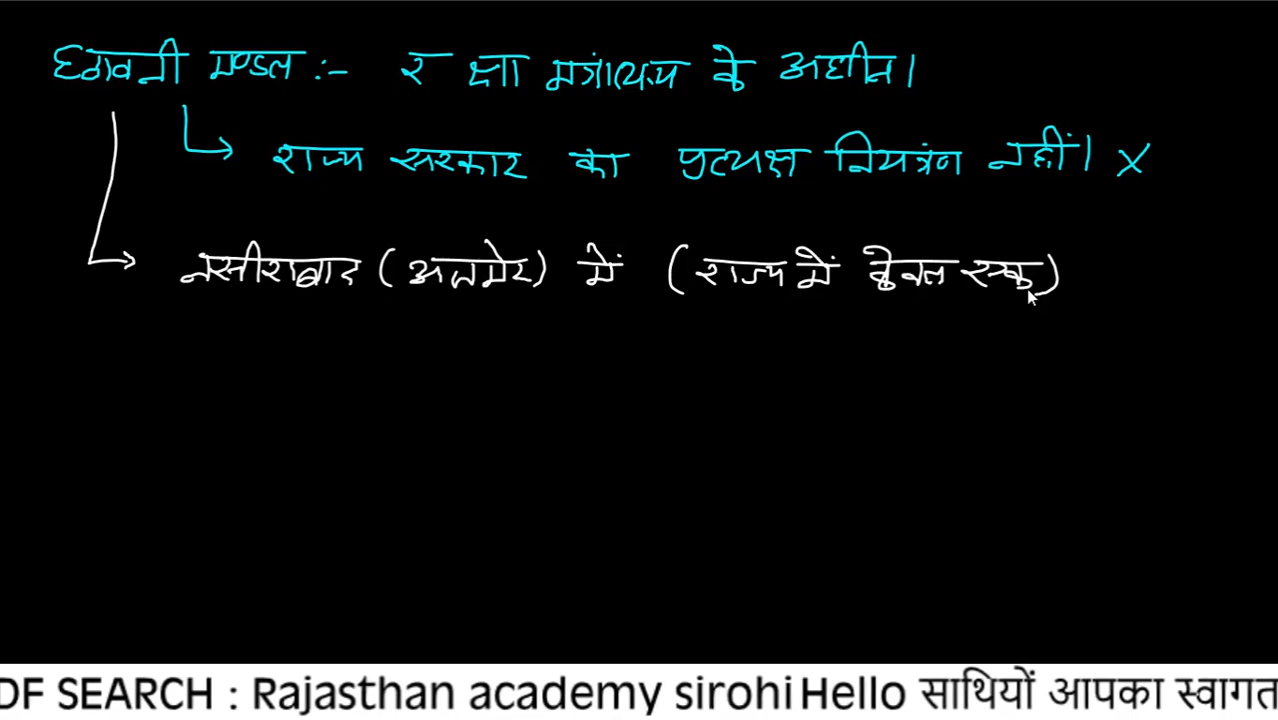 छावनी मण्डल :- रक्षा मंत्रालय के अधीन।
राज्य सरकार का प्रत्यक्ष नियंत्रण नहीं। X
नसीराबाद (अजमेर) में (राज्य में केवल एक)
DF SEARCH : Rajasthan academy sirohi Hello साथियों आपका स्वागत